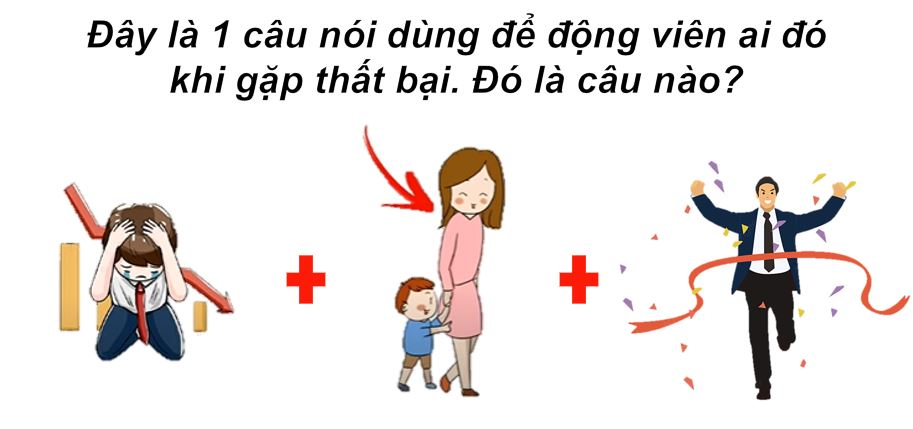 Đây là 1 câu nói dùng để động viên ai đó
khi gặp thất bại. Đó là câu nào?